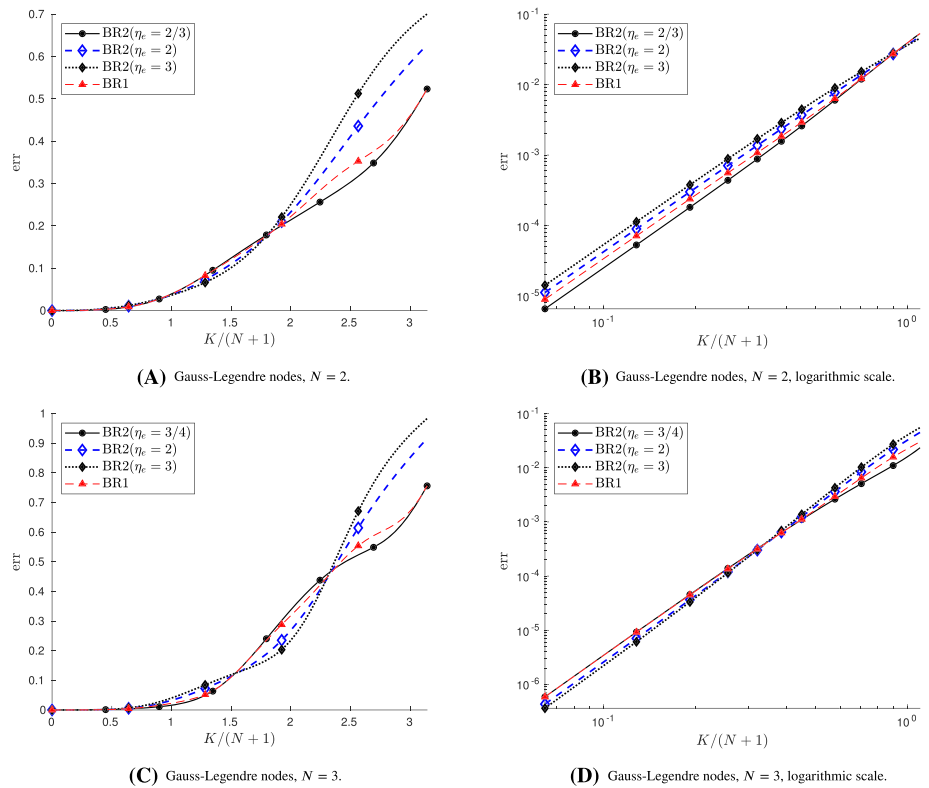 0.7
0.6
0.5
0.4
0.3
0.2
0.1
0
err
BR2(ηₑ = 2/3)
BR2(ηₑ = 2)
BR2(ηₑ = 3)
BR1
0 0.5 1 1.5 2 2.5 3
K/(N + 1)
(A) Gauss-Legendre nodes, N = 2.
10⁻¹
10⁻²
10⁻³
10⁻⁴
10⁻⁵
err
BR2(ηₑ = 2/3)
BR2(ηₑ = 2)
BR2(ηₑ = 3)
BR1
10⁻¹ 10⁰
K/(N + 1)
(B) Gauss-Legendre nodes, N = 2, logarithmic scale.
1
0.9
0.8
0.7
0.6
0.5
0.4
0.3
0.2
0.1
0
err
BR2(ηₑ = 3/4)
BR2(ηₑ = 2)
BR2(ηₑ = 3)
BR1
0 0.5 1 1.5 2 2.5 3
K/(N + 1)
(C) Gauss-Legendre nodes, N = 3.
10⁻¹
10⁻²
10⁻³
10⁻⁴
10⁻⁵
10⁻⁶
err
BR2(ηₑ = 3/4)
BR2(ηₑ = 2)
BR2(ηₑ = 3)
BR1
10⁻¹ 10⁰
K/(N + 1)
(D) Gauss-Legendre nodes, N = 3, logarithmic scale.